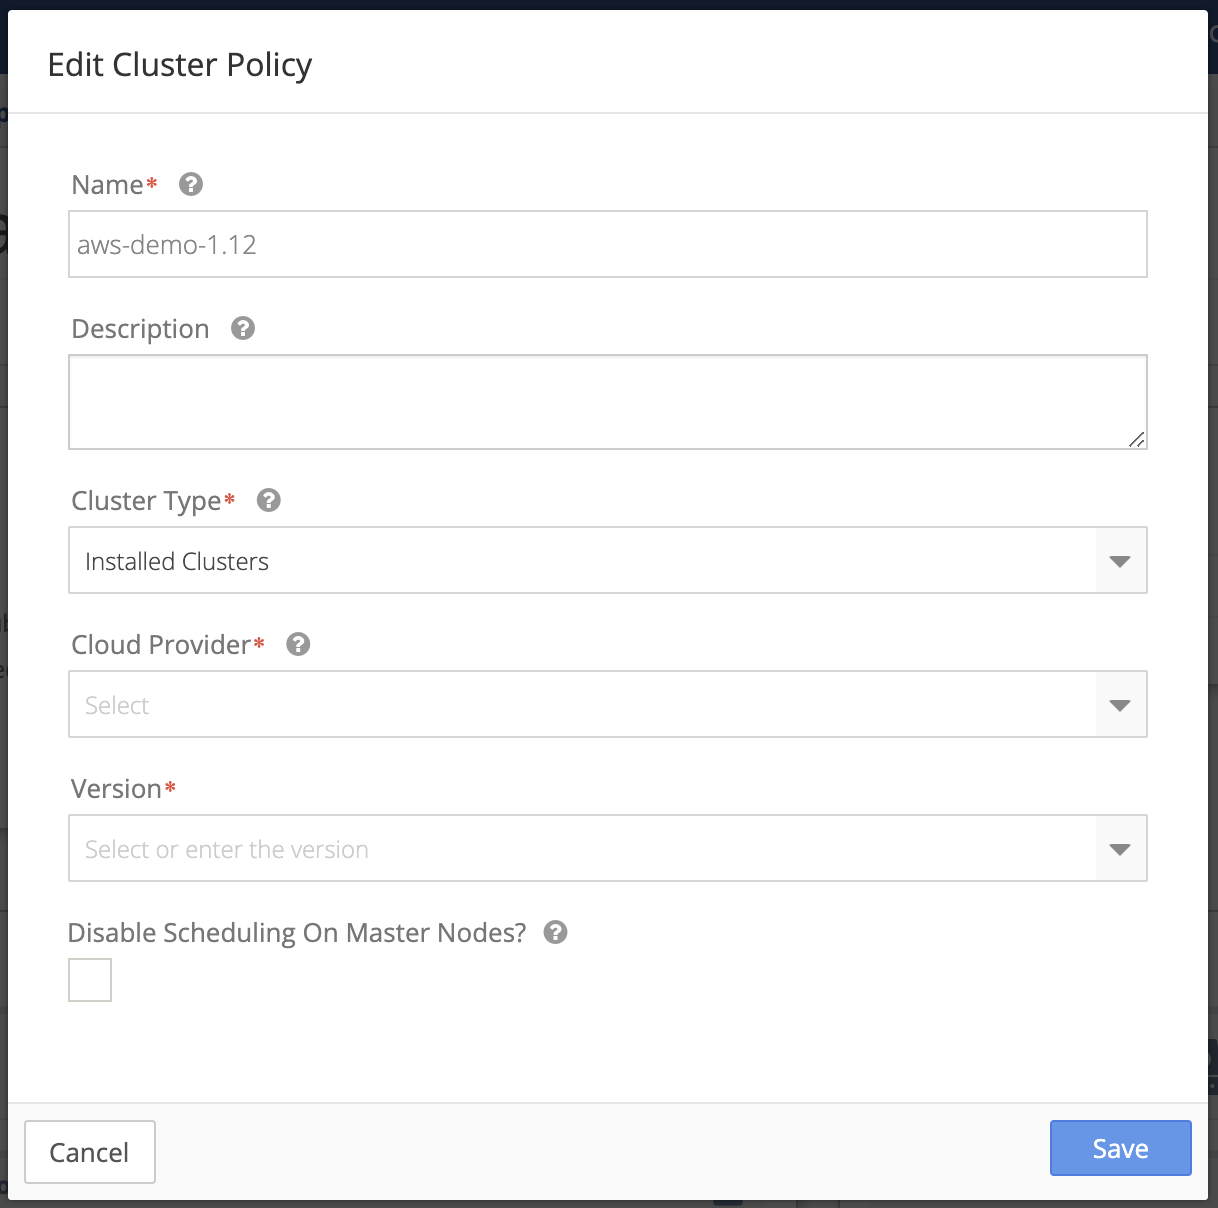 Edit Cluster Policy
Name*
aws-demo-1.12
Description
Cluster Type*
Installed Clusters
Cloud Provider*
Select
Version*
Select or enter the version
Disable Scheduling On Master Nodes?
Cancel
Save